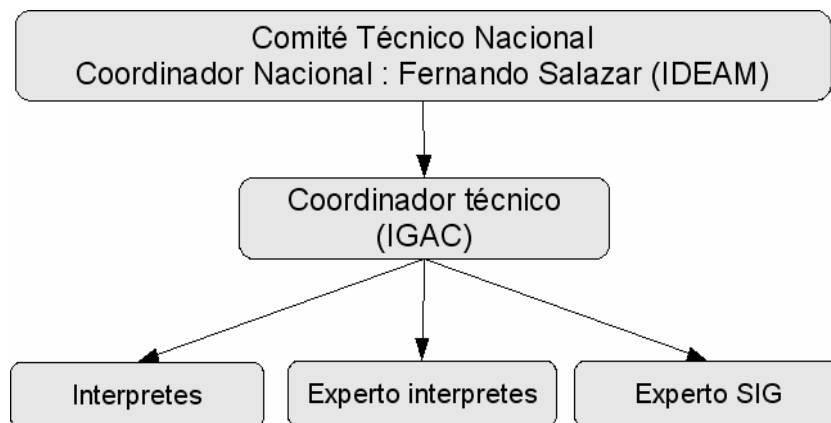 Comité Técnico Nacional
Coordinador Nacional : Fernando Salazar (IDEAM)
Coordinador técnico
(IGAC)
Interpretes
Experto interpretes
Experto SIG